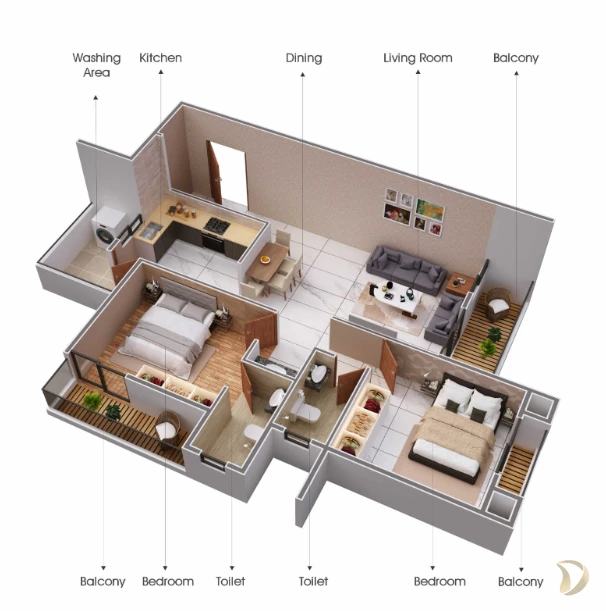 Washing
Area
Kitchen
Dining
Living Room
Balcony
Balcony
Bedroom
Toilet
Toilet
Bedroom
Balcony